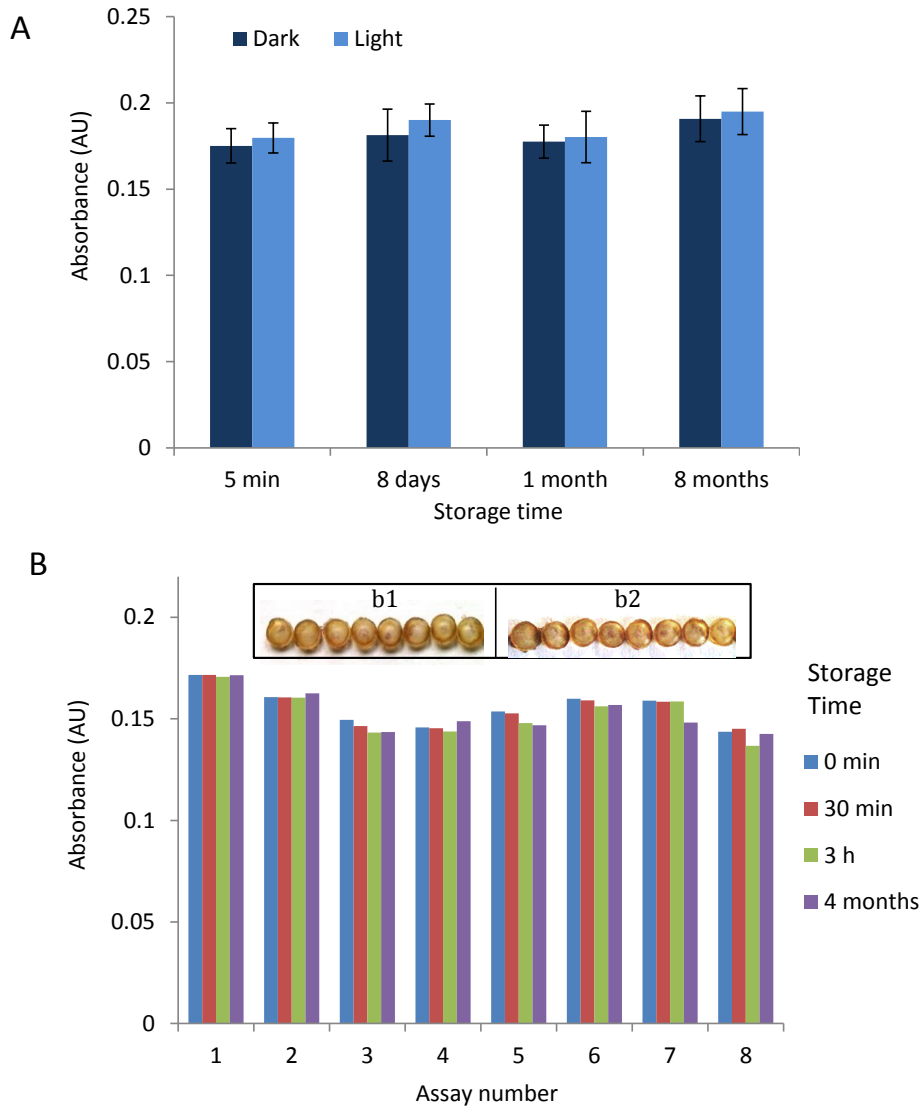 A
Absorbance (AU)
0.25
0.2
0.15
0.1
0.05
0
Dark Light
5 min 8 days 1 month 8 months
Storage time
B
Absorbance (AU)
0.2
0.15
0.1
0.05
0
b1 b2
1 2 3 4 5 6 7 8
Assay number
Storage
Time
0 min
30 min
3 h
4 months